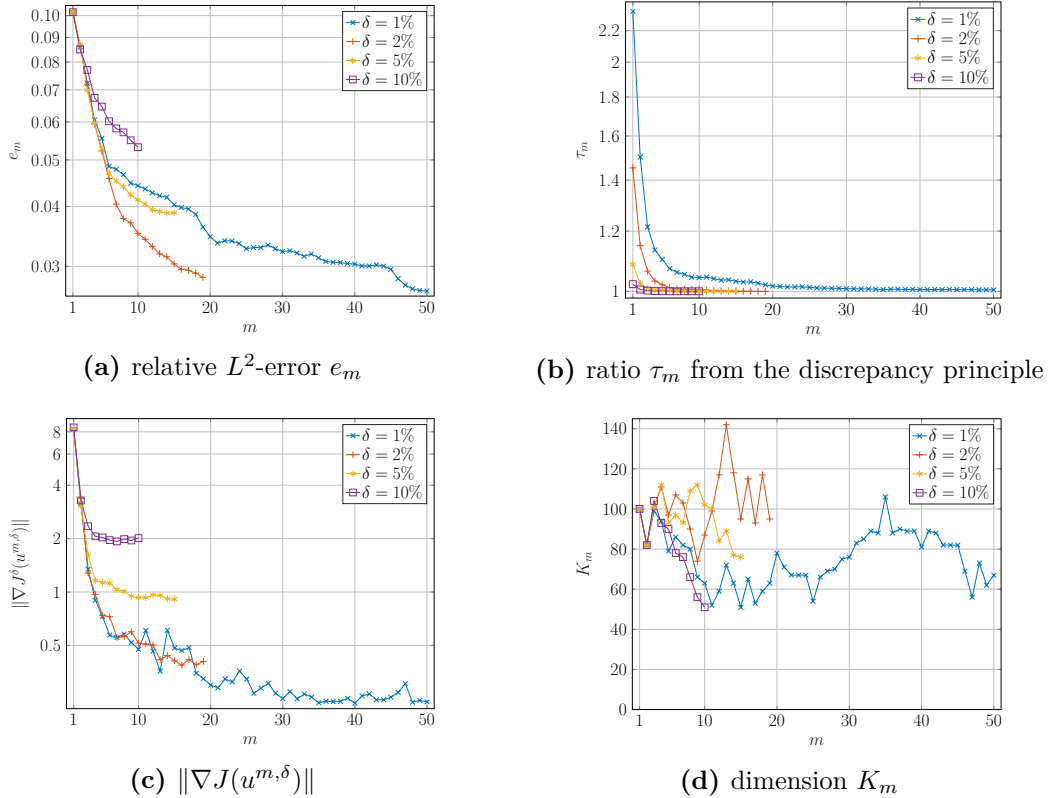 0.10
0.09
0.08
0.07
0.06
0.05
0.04
0.03
e_m
1 10 20 30 40 50
m
δ = 1%
δ = 2%
δ = 5%
δ = 10%
(a) relative L²-error e_m
2.2
2
1.8
1.6
1.4
1.2
1
τ_m
1 10 20 30 40 50
m
δ = 1%
δ = 2%
δ = 5%
δ = 10%
(b) ratio τ_m from the discrepancy principle
8
6
4
2
1
0.5
‖∇J^δ(u^{m,δ})‖
1 10 20 30 40 50
m
δ = 1%
δ = 2%
δ = 5%
δ = 10%
(c) ‖∇J(u^{m,δ})‖
140
120
100
80
60
40
20
0
K_m
1 10 20 30 40 50
m
δ = 1%
δ = 2%
δ = 5%
δ = 10%
(d) dimension K_m